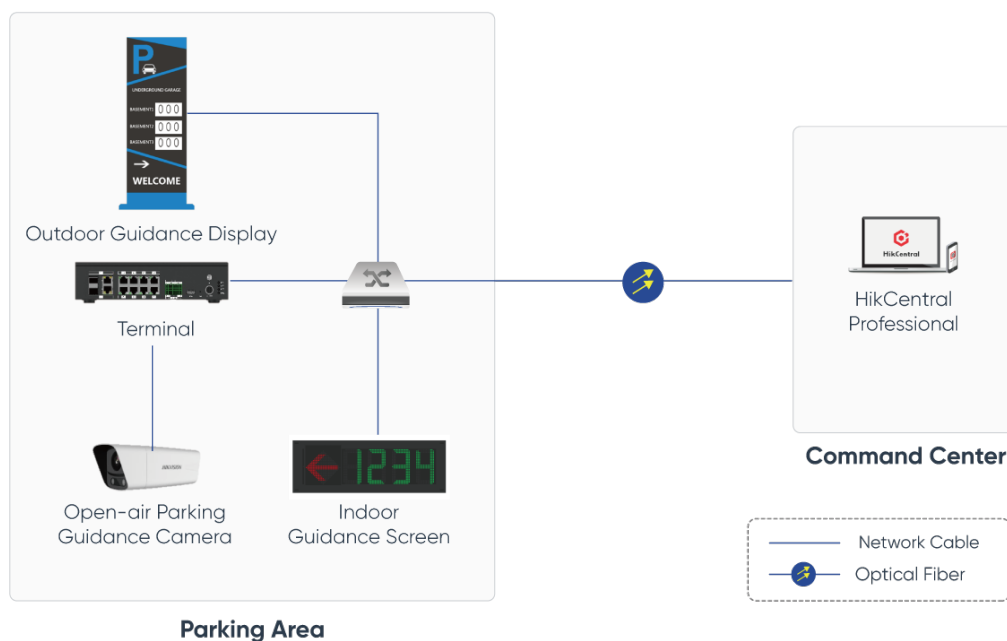 P
UNDERGROUND GARAGE
BASEMENT1 000
BASEMENT2 000
BASEMENT3 000
WELCOME
Outdoor Guidance Display
Terminal
HIKVISION
Open-air Parking
Guidance Camera
1234
Indoor
Guidance Screen
Parking Area
HikCentral
HikCentral
Professional
Command Center
Network Cable
Optical Fiber